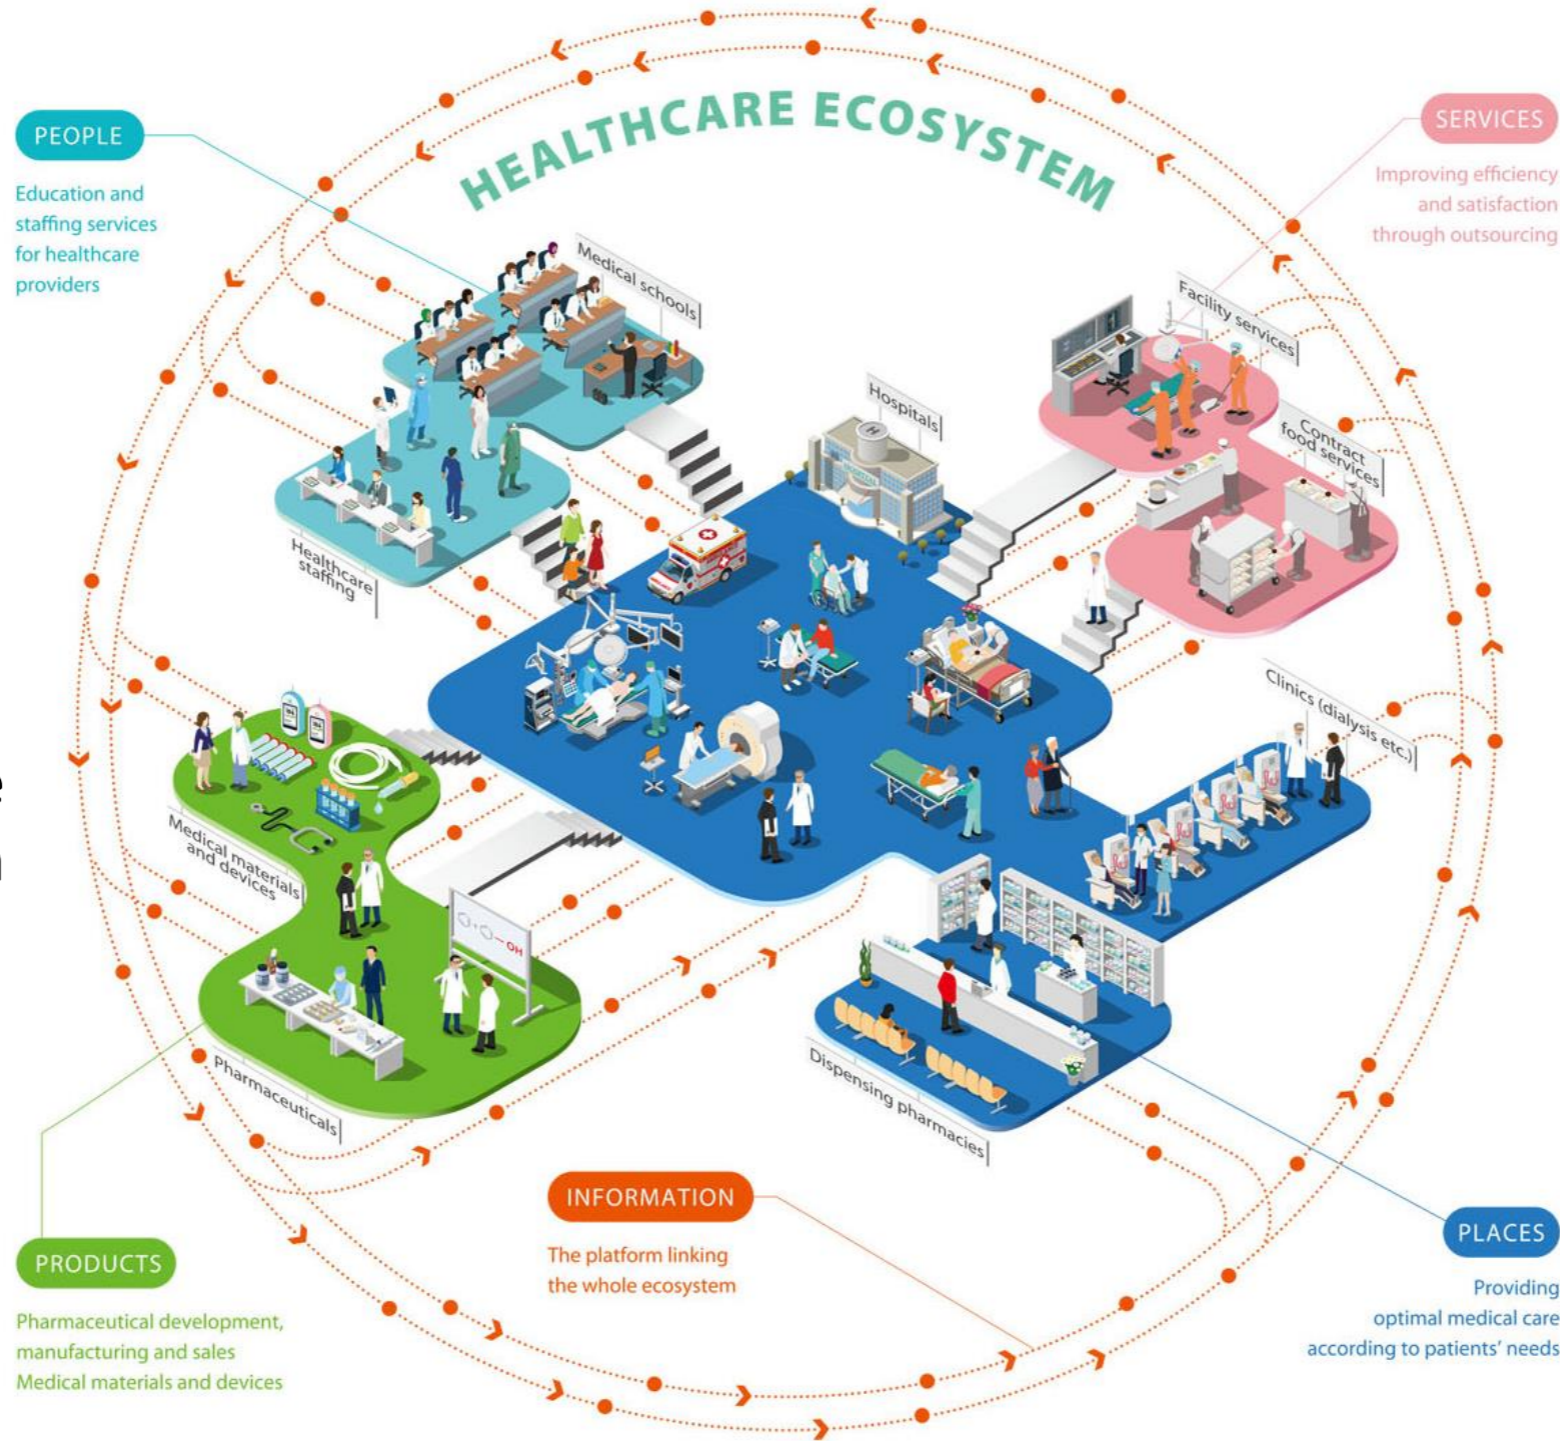 HEALTHCARE ECOSYSTEM
PEOPLE
Education and
staffing services
for healthcare
providers
SERVICES
Improving efficiency
and satisfaction
through outsourcing
Medical schools
Facility services
Hospitals
Contract
food services
Healthcare
staffing
Clinics (dialysis etc.)
Medical materials
and devices
OH
Pharmaceuticals
Dispensing pharmacies
INFORMATION
The platform linking
the whole ecosystem
PLACES
Providing
optimal medical care
according to patients' needs
PRODUCTS
Pharmaceutical development,
manufacturing and sales
Medical materials and devices